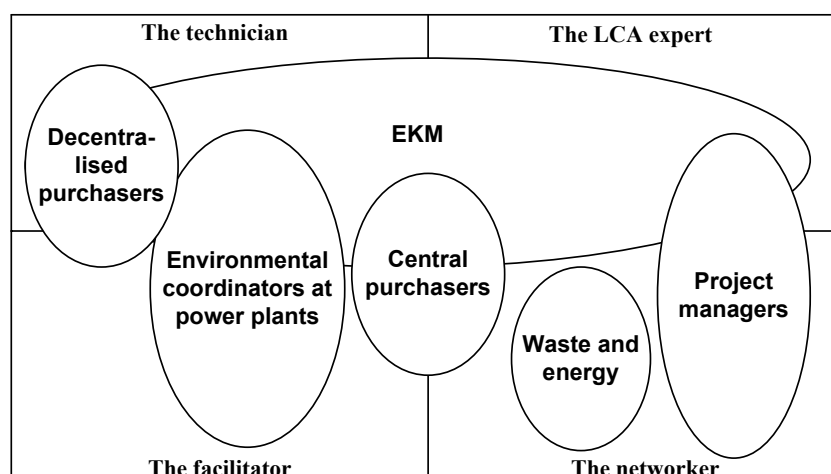 The technician
The LCA expert
Decentra-
lised
purchasers
EKM
Environmental
coordinators at
power plants
Central
purchasers
Project
managers
Waste and
energy
The facilitator
The networker